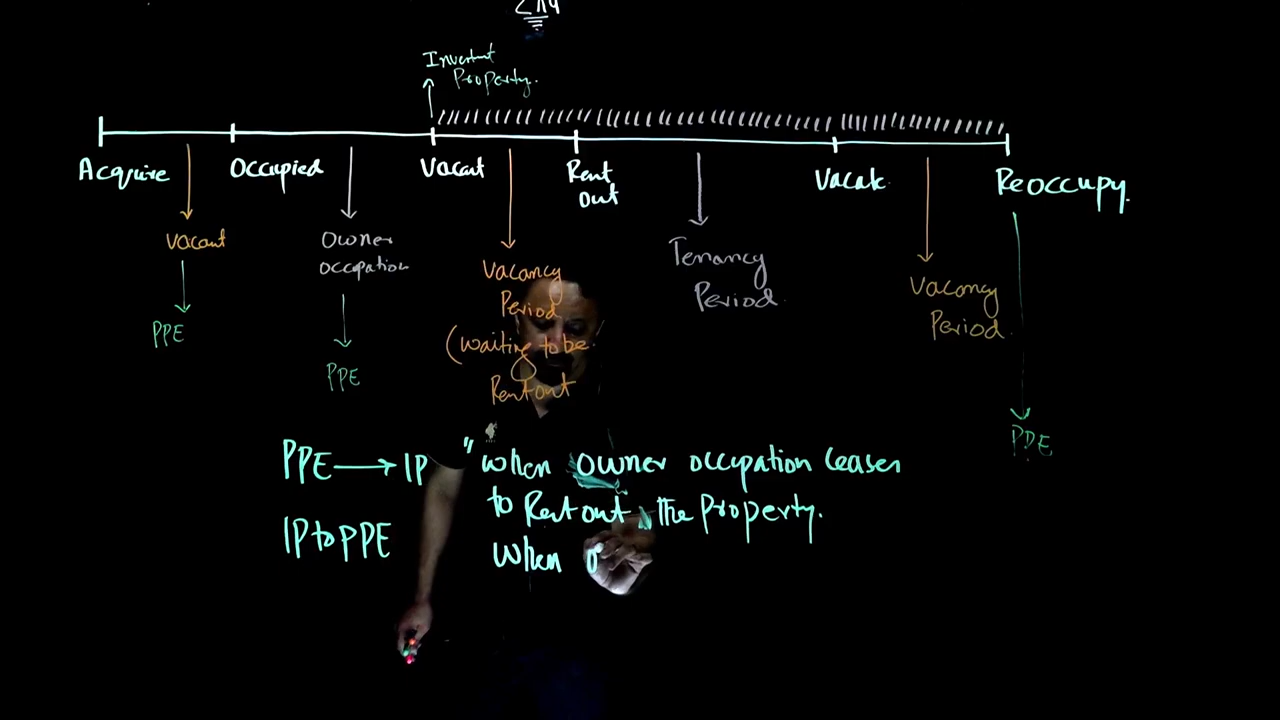 Property.
Acquire
Occupied
Vacant
Rent
out
Vacate
Reoccupy.
Vacant
PPE
Owner
occupation
PPE
Vacancy
Period
(waiting to be
Rent out
Tenancy
Period.
Vacancy
Period.
PPE
PPE → IP "when owner occupation ceases
to Rent out the Property.
IP to PPE
when o